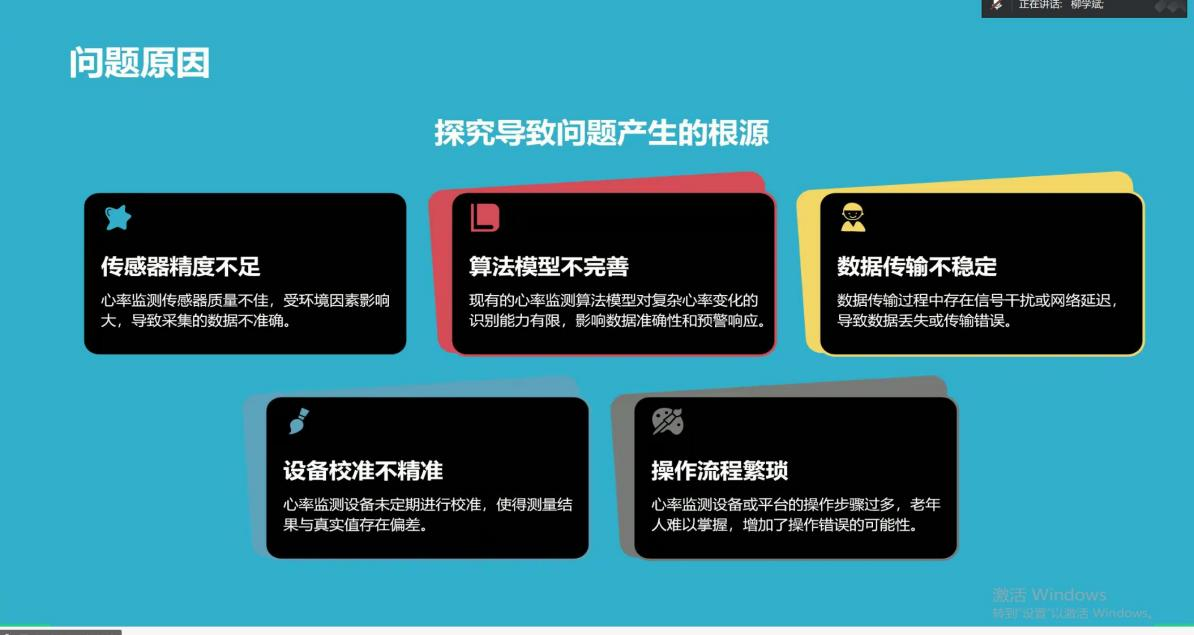 正在讲话: 柳学斌;
问题原因
探究导致问题产生的根源
传感器精度不足
心率监测传感器质量不佳，受环境因素影响
大，导致采集的数据不准确。
算法模型不完善
现有的心率监测算法模型对复杂心率变化的
识别能力有限，影响数据准确性和预警响应。
数据传输不稳定
数据传输过程中存在信号干扰或网络延迟，
导致数据丢失或传输错误。
设备校准不精准
心率监测设备未定期进行校准，使得测量结
果与真实值存在偏差。
操作流程繁琐
心率监测设备或平台的操作步骤过多，老年
人难以掌握，增加了操作错误的可能性。
激活 Windows
转到"设置"以激活 Windows。